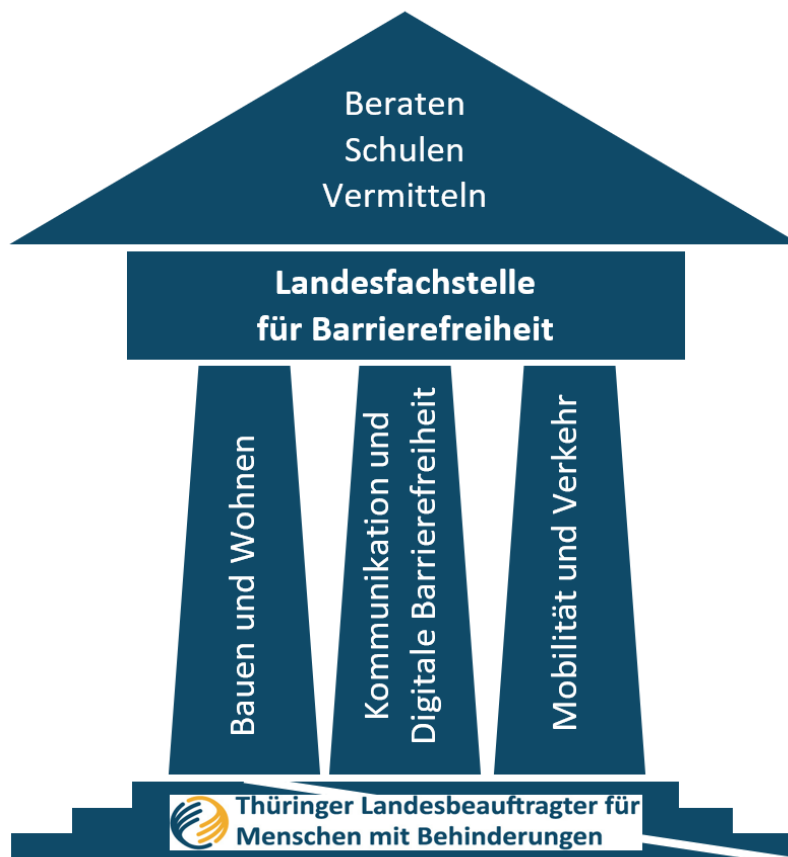 Beraten
Schulen
Vermitteln
Landesfachstelle
für Barrierefreiheit
Bauen und Wohnen
Kommunikation und
Digitale Barrierefreiheit
Mobilität und Verkehr
Thüringer Landesbeauftragter für
Menschen mit Behinderungen